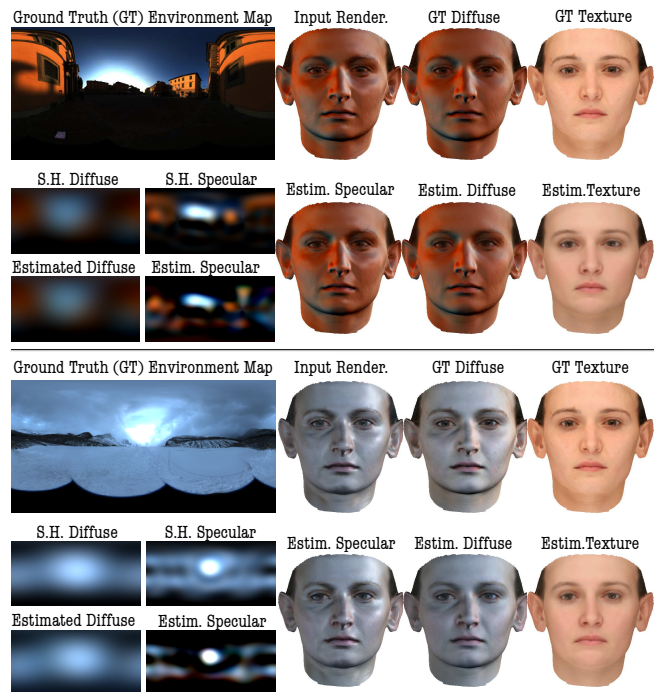 Ground Truth (GT) Environment Map
Input Render.
GT Diffuse
GT Texture
S.H. Diffuse
S.H. Specular
Estim. Specular
Estim. Diffuse
Estim.Texture
Estimated Diffuse
Estim. Specular
Ground Truth (GT) Environment Map
Input Render.
GT Diffuse
GT Texture
S.H. Diffuse
S.H. Specular
Estim. Specular
Estim. Diffuse
Estim.Texture
Estimated Diffuse
Estim. Specular